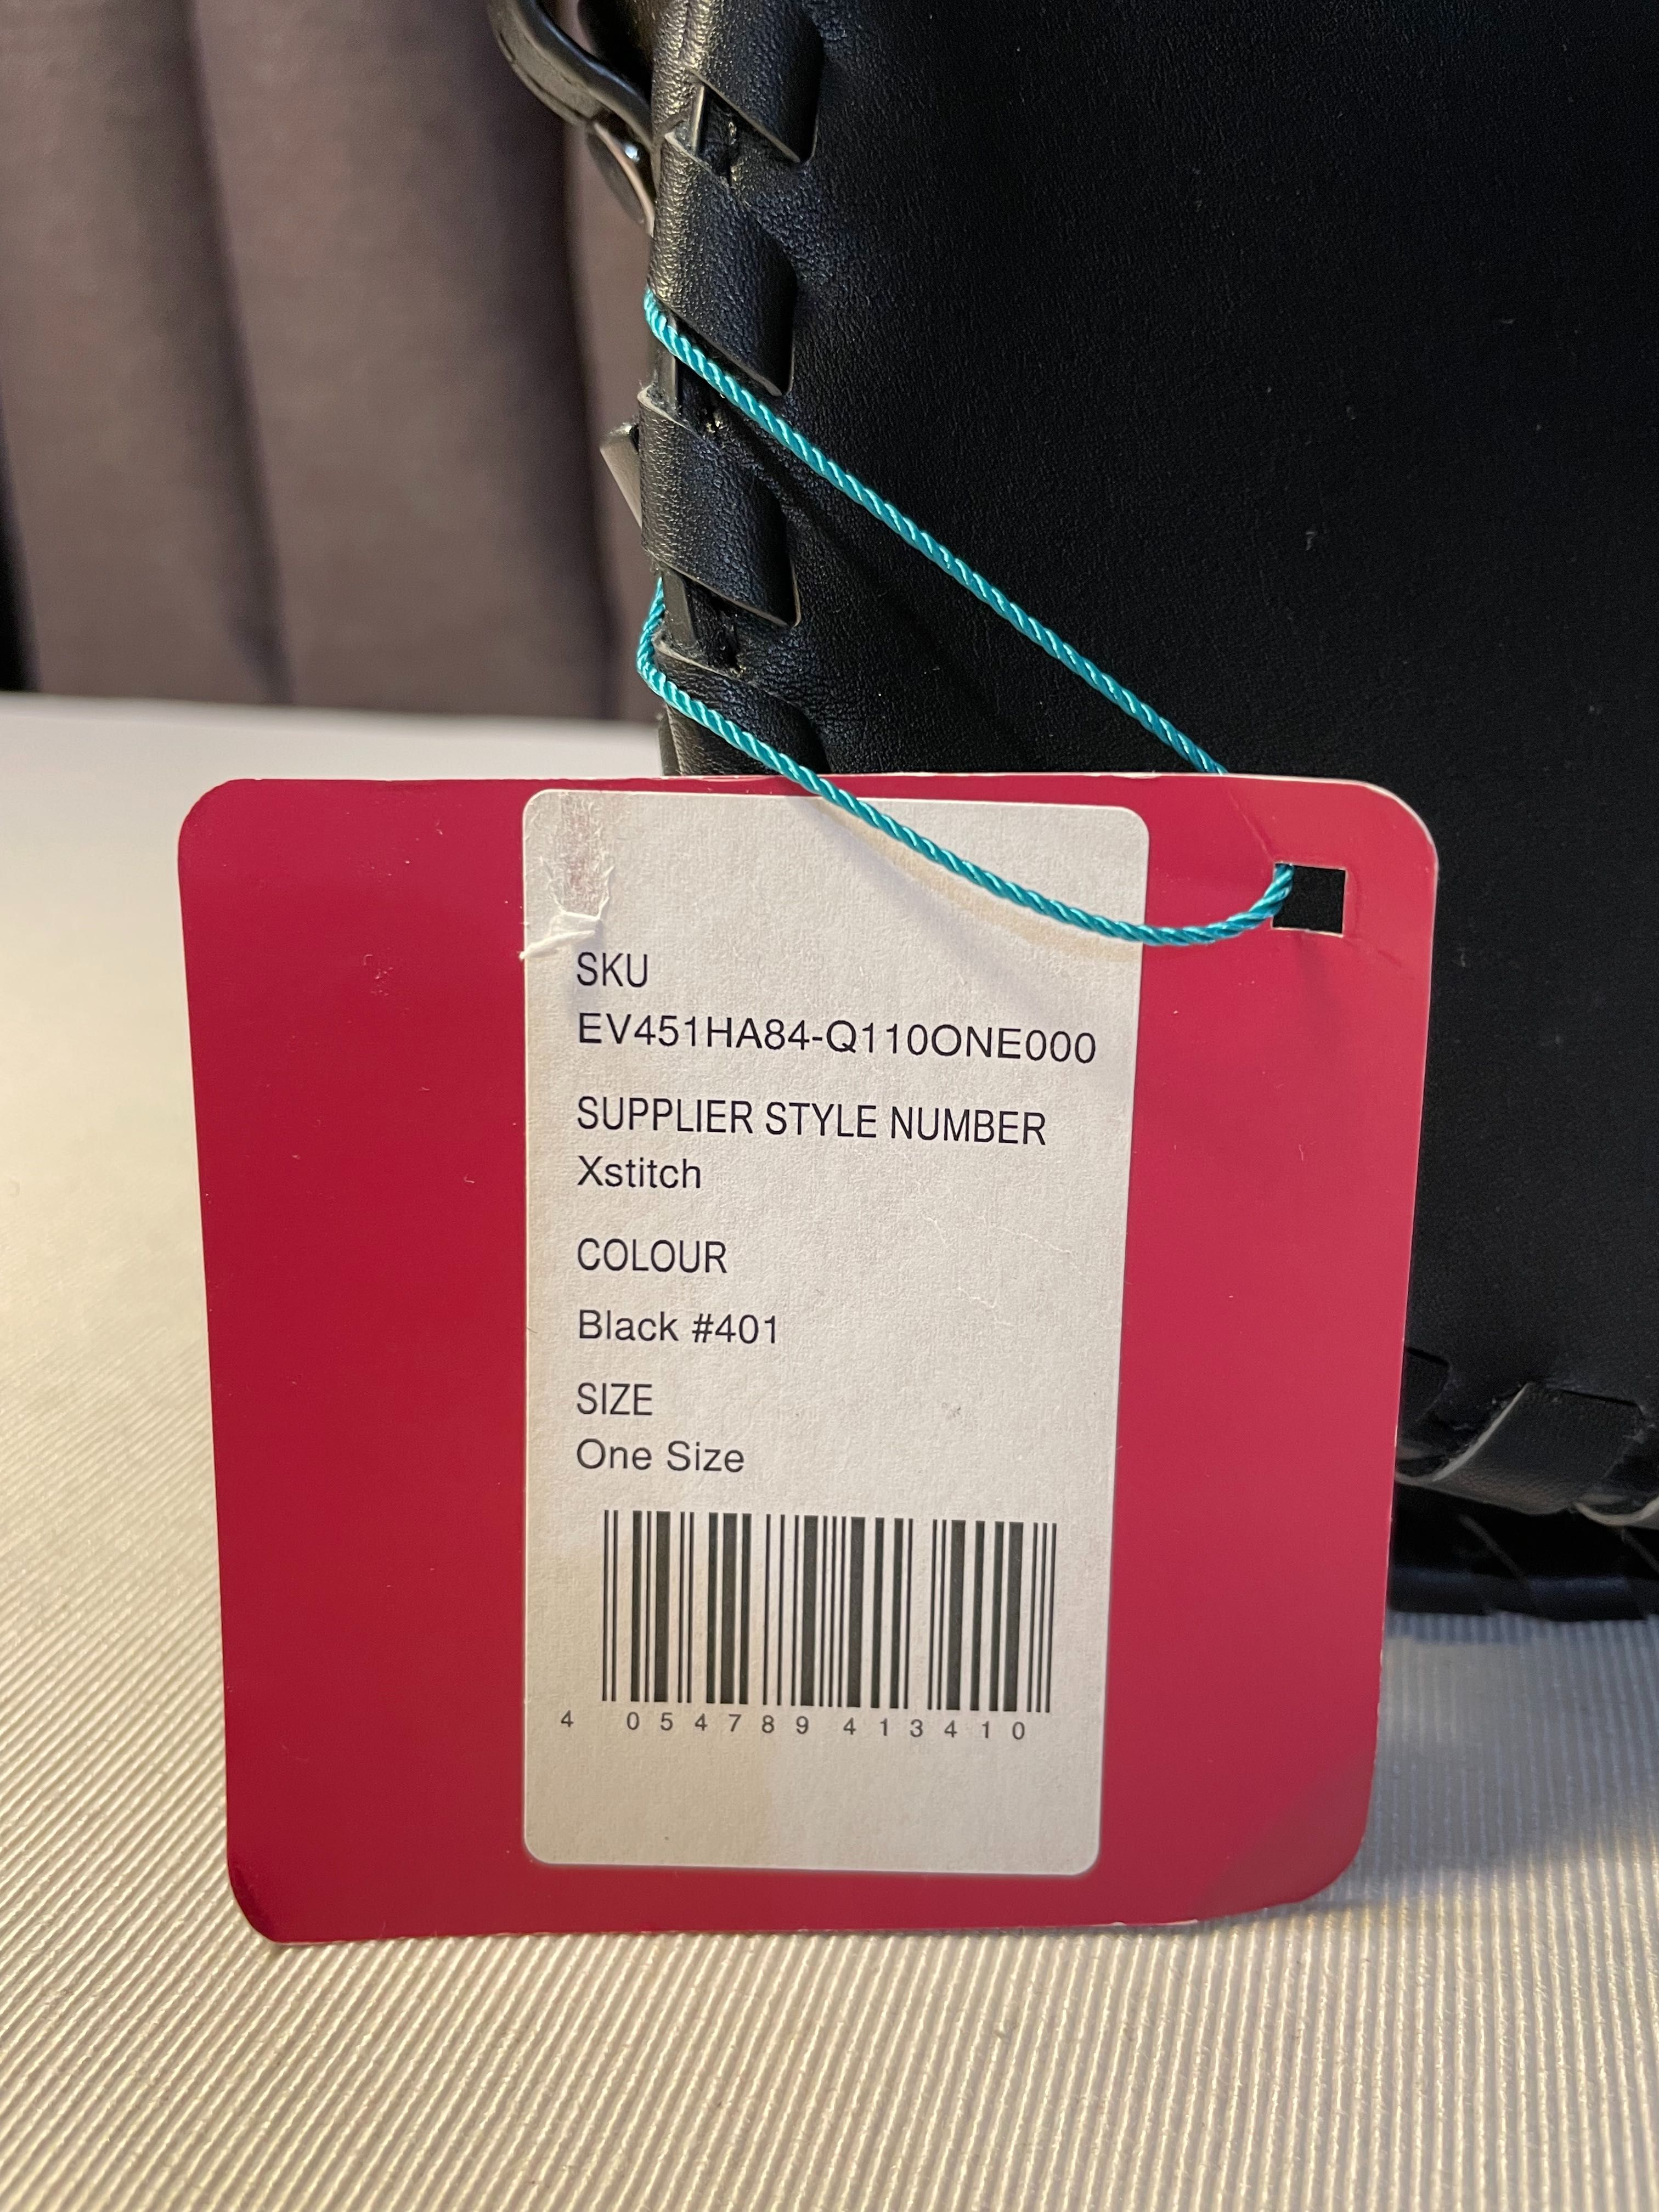 SKU
EV451HA84-Q110ONE000
SUPPLIER STYLE NUMBER
Xstitch
COLOUR
Black #401
SIZE
One Size
4 054789 413410